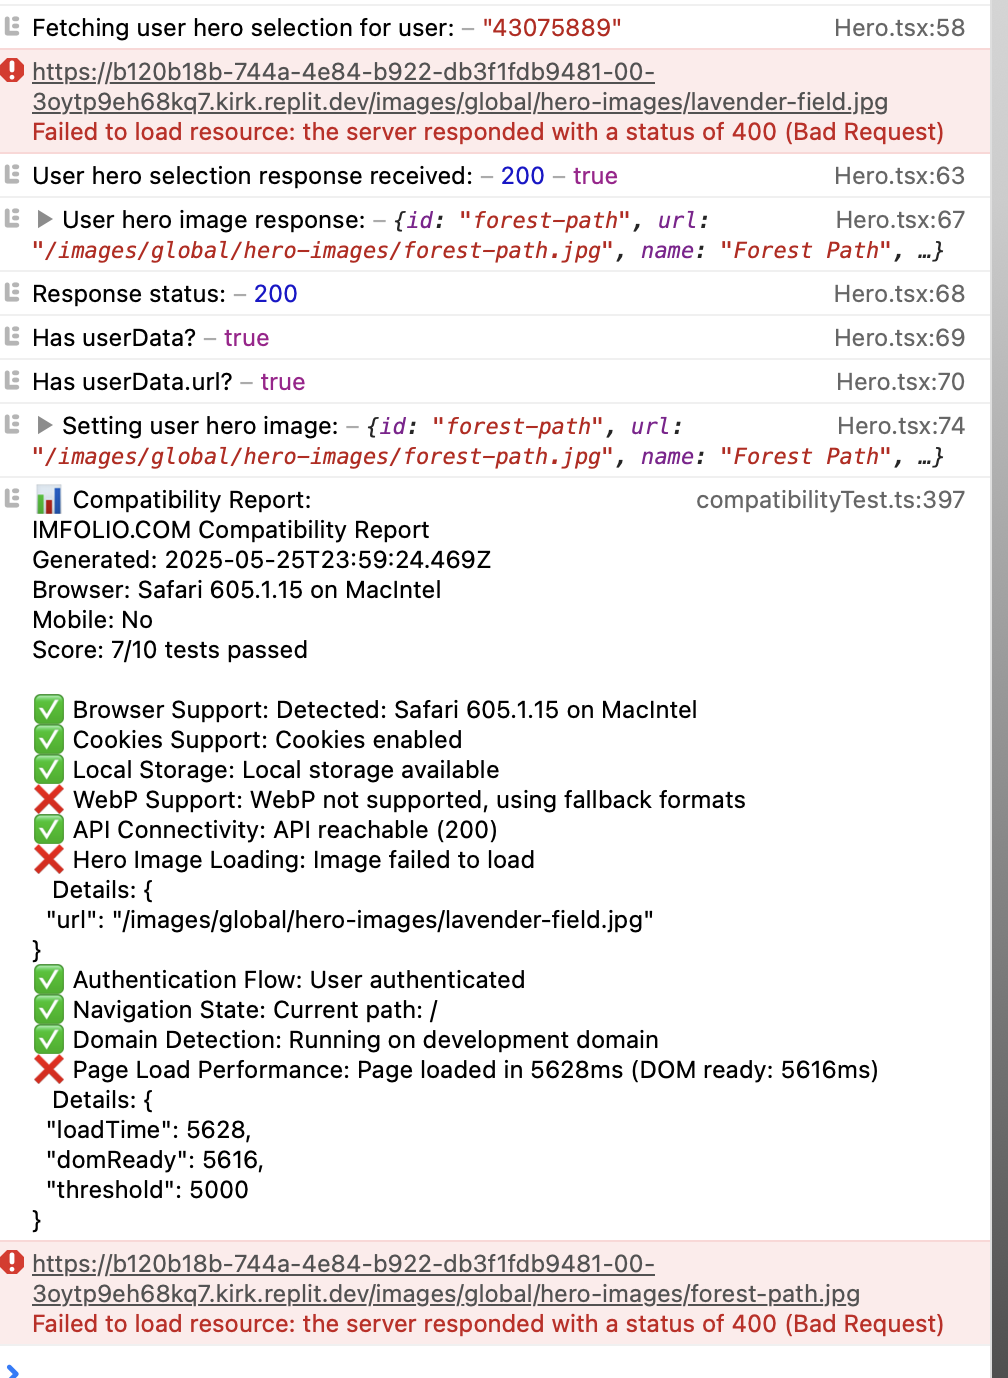 Fetching user hero selection for user: – "43075889" Hero.tsx:58
https://b120b18b-744a-4e84-b922-db3f1fdb9481-00-
3oytp9eh68kq7.kirk.replit.dev/images/global/hero-images/lavender-field.jpg
Failed to load resource: the server responded with a status of 400 (Bad Request)
User hero selection response received: – 200 – true Hero.tsx:63
User hero image response: – {id: "forest-path", url: Hero.tsx:67
"/images/global/hero-images/forest-path.jpg", name: "Forest Path", …}
Response status: – 200 Hero.tsx:68
Has userData? – true Hero.tsx:69
Has userData.url? – true Hero.tsx:70
Setting user hero image: – {id: "forest-path", url: Hero.tsx:74
"/images/global/hero-images/forest-path.jpg", name: "Forest Path", …}
📊 Compatibility Report: compatibilityTest.ts:397
IMFOLIO.COM Compatibility Report
Generated: 2025-05-25T23:59:24.469Z
Browser: Safari 605.1.15 on MacIntel
Mobile: No
Score: 7/10 tests passed
✅ Browser Support: Detected: Safari 605.1.15 on MacIntel
✅ Cookies Support: Cookies enabled
✅ Local Storage: Local storage available
❌ WebP Support: WebP not supported, using fallback formats
✅ API Connectivity: API reachable (200)
❌ Hero Image Loading: Image failed to load
Details: {
"url": "/images/global/hero-images/lavender-field.jpg"
}
✅ Authentication Flow: User authenticated
✅ Navigation State: Current path: /
✅ Domain Detection: Running on development domain
❌ Page Load Performance: Page loaded in 5628ms (DOM ready: 5616ms)
Details: {
"loadTime": 5628,
"domReady": 5616,
"threshold": 5000
}
https://b120b18b-744a-4e84-b922-db3f1fdb9481-00-
3oytp9eh68kq7.kirk.replit.dev/images/global/hero-images/forest-path.jpg
Failed to load resource: the server responded with a status of 400 (Bad Request)